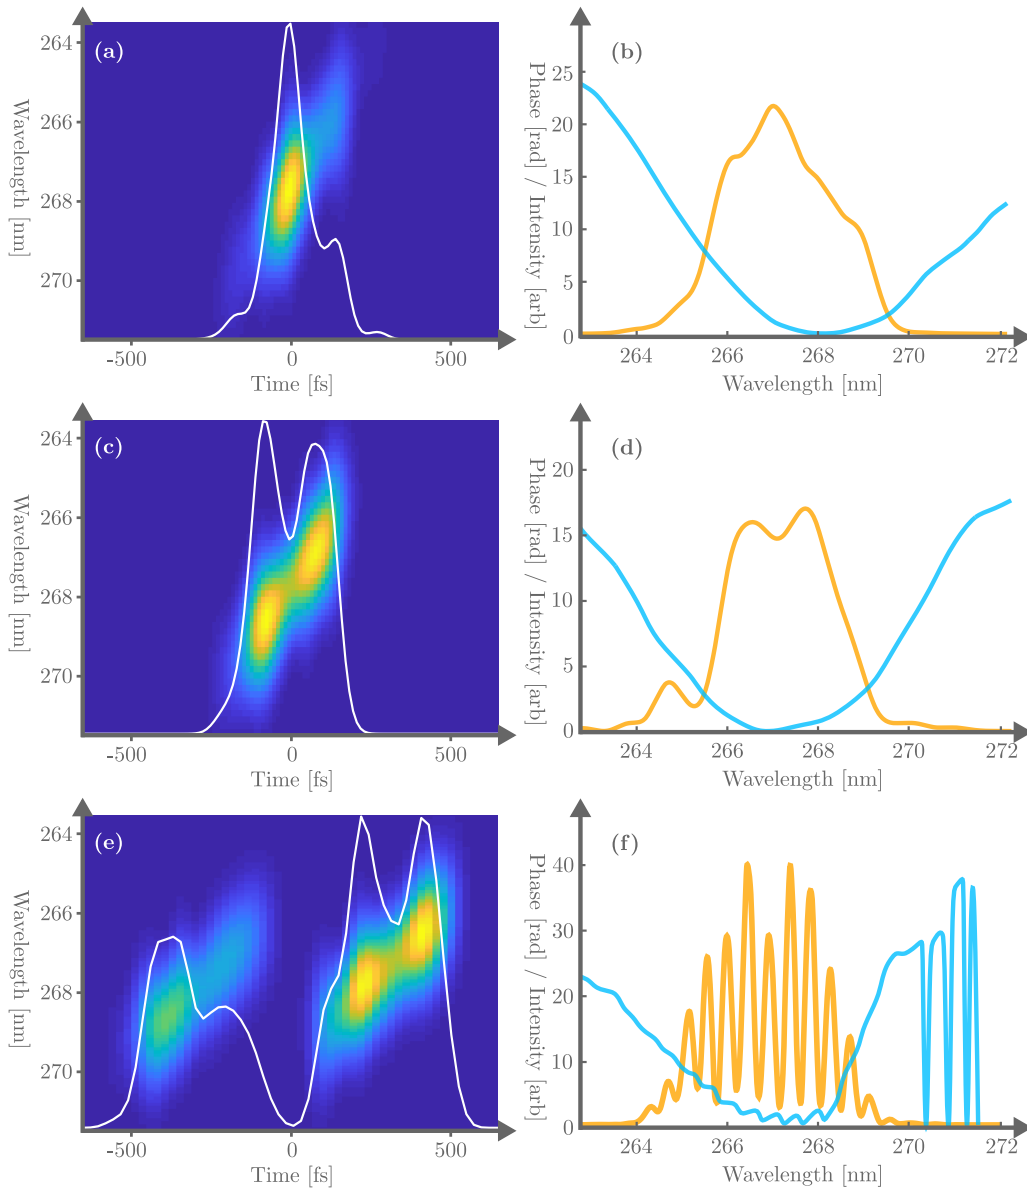 (a)
Wavelength [nm]
264
266
268
270
-500
0
500
Time [fs]
(b)
Phase [rad] / Intensity [arb]
25
20
15
10
5
0
264
266
268
270
272
Wavelength [nm]
(c)
Wavelength [nm]
264
266
268
270
-500
0
500
Time [fs]
(d)
Phase [rad] / Intensity [arb]
20
15
10
5
0
264
266
268
270
272
Wavelength [nm]
(e)
Wavelength [nm]
264
266
268
270
-500
0
500
Time [fs]
(f)
Phase [rad] / Intensity [arb]
40
30
20
10
0
264
266
268
270
272
Wavelength [nm]